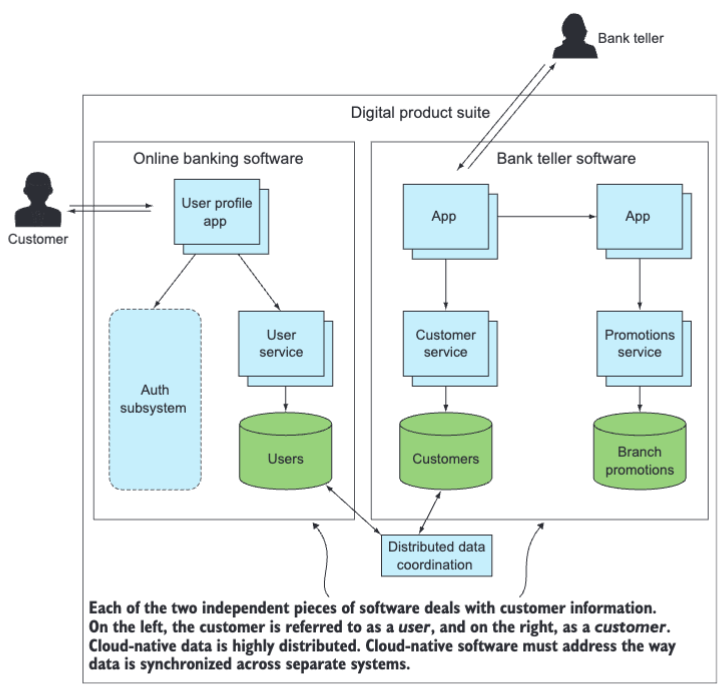 Bank teller
Digital product suite
Online banking software
Bank teller software
Customer
User profile
app
App
App
Auth
subsystem
User
service
Customer
service
Promotions
service
Users
Customers
Branch
promotions
Distributed data
coordination
Each of the two independent pieces of software deals with customer information.
On the left, the customer is referred to as a user, and on the right, as a customer.
Cloud-native data is highly distributed. Cloud-native software must address the way
data is synchronized across separate systems.